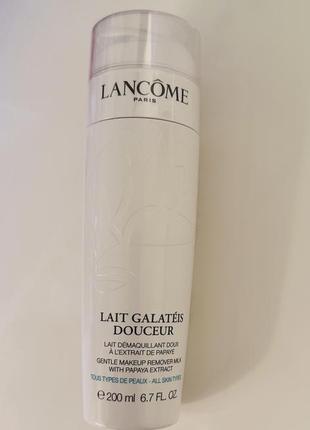 LANCÔME
PARIS
LAIT GALATÉIS
DOUCEUR
LAIT DÉMAQUILLANT DOUX
À L'EXTRAIT DE PAPAYE
GENTLE MAKEUP REMOVER MILK
WITH PAPAYA EXTRACT
TOUS TYPES DE PEAUX - ALL SKIN TYPES
℮ 200 ml 6.7 FL. OZ.